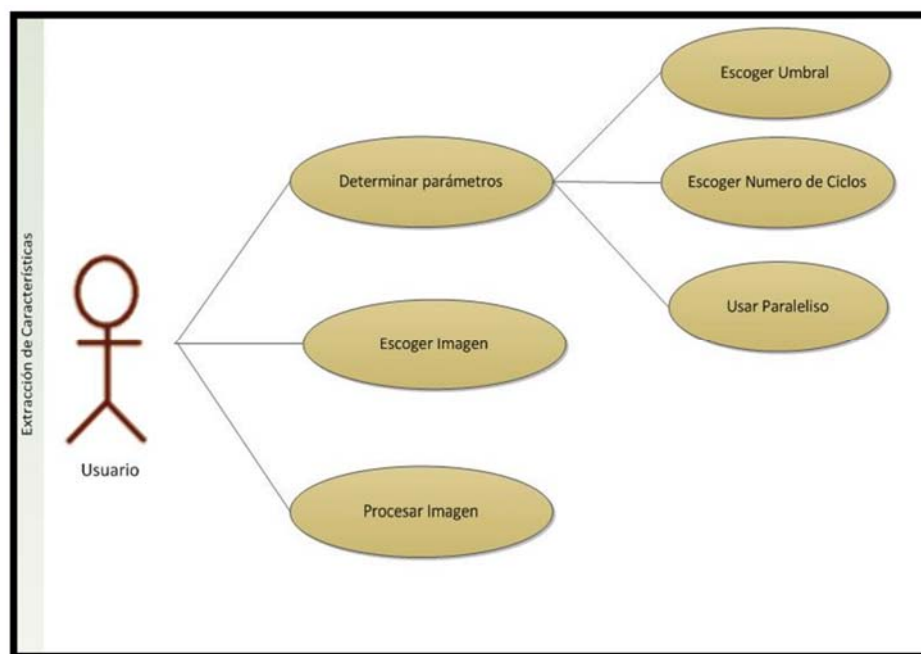 Extracción de Características
Usuario
Determinar parámetros
Escoger Imagen
Procesar Imagen
Escoger Umbral
Escoger Numero de Ciclos
Usar Paraleliso